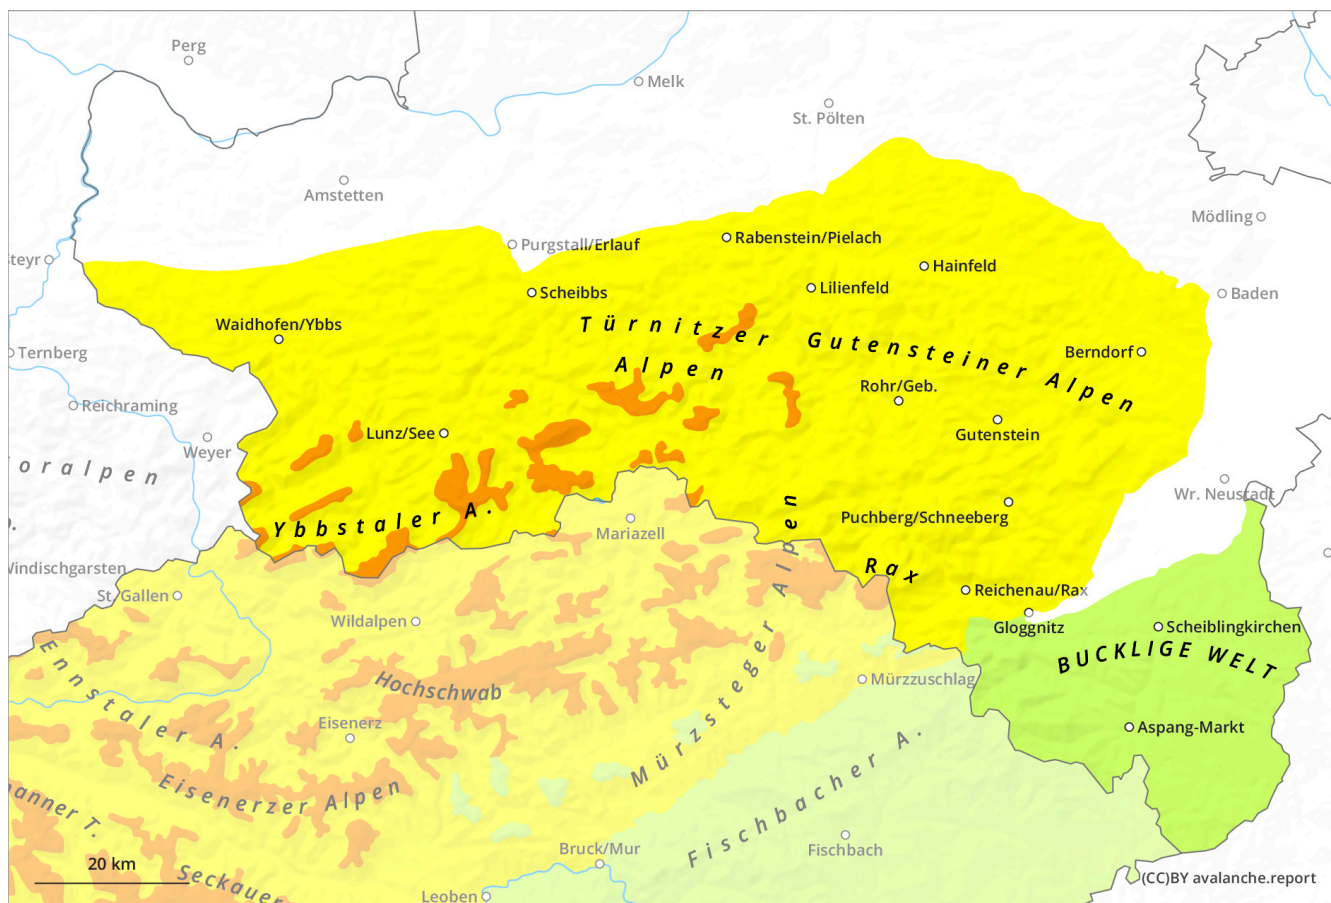 Perg
Melk
St. Pölten
Amstetten
Mödling
Purgstall/Erlauf
Rabenstein/Pielach
Hainfeld
Lilienfeld
Scheibbs
Baden
Waidhofen/Ybbs
Türnitzer
Alpen
Gutensteiner Alpen
Berndorf
Ternberg
Rohr/Geb.
Reichraming
Lunz/See
Gutenstein
Weyer
Wr. Neustadt
Ybbstaler A.
Puchberg/Schneeberg
Mariazell
Rax
Reichenau/Rax
St. Gallen
Wildalpen
Gloggnitz
Scheiblingkirchen
BUCKLIGE WELT
Ennstaler A.
Hochschwab
Mürzsteger Alpen
Mürzzuschlag
Eisenerz
Aspang-Markt
Eisenerzer Alpen
Fischbacher A.
Fischbach
Bruck/Mur
20 km
Seckauer
Leoben
(CC)BY avalanche.report